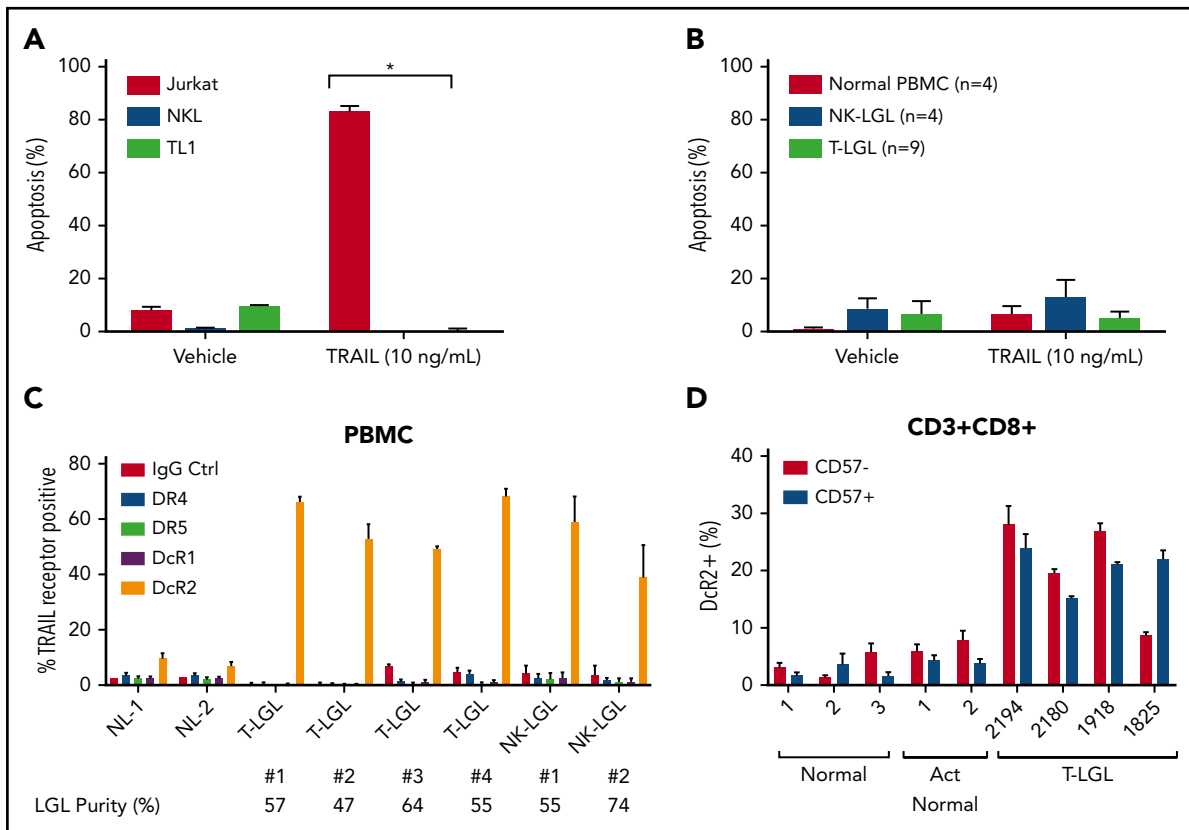 A
Apoptosis (%)
100
80
60
40
20
0
Jurkat
NKL
TL1
*
Vehicle
TRAIL (10 ng/mL)
B
Apoptosis (%)
100
80
60
40
20
0
Normal PBMC (n=4)
NK-LGL (n=4)
T-LGL (n=9)
Vehicle
TRAIL (10 ng/mL)
C
PBMC
% TRAIL receptor positive
80
60
40
20
0
IgG Ctrl
DR4
DR5
DcR1
DcR2
NL-1
NL-2
T-LGL
T-LGL
T-LGL
T-LGL
NK-LGL
NK-LGL
#1 #2 #3 #4 #1 #2
LGL Purity (%) 57 47 64 55 55 74
D
CD3+CD8+
DcR2+ (%)
40
30
20
10
0
CD57-
CD57+
1
2
3
1
2
2194
2180
1918
1825
Normal
Act
Normal
T-LGL